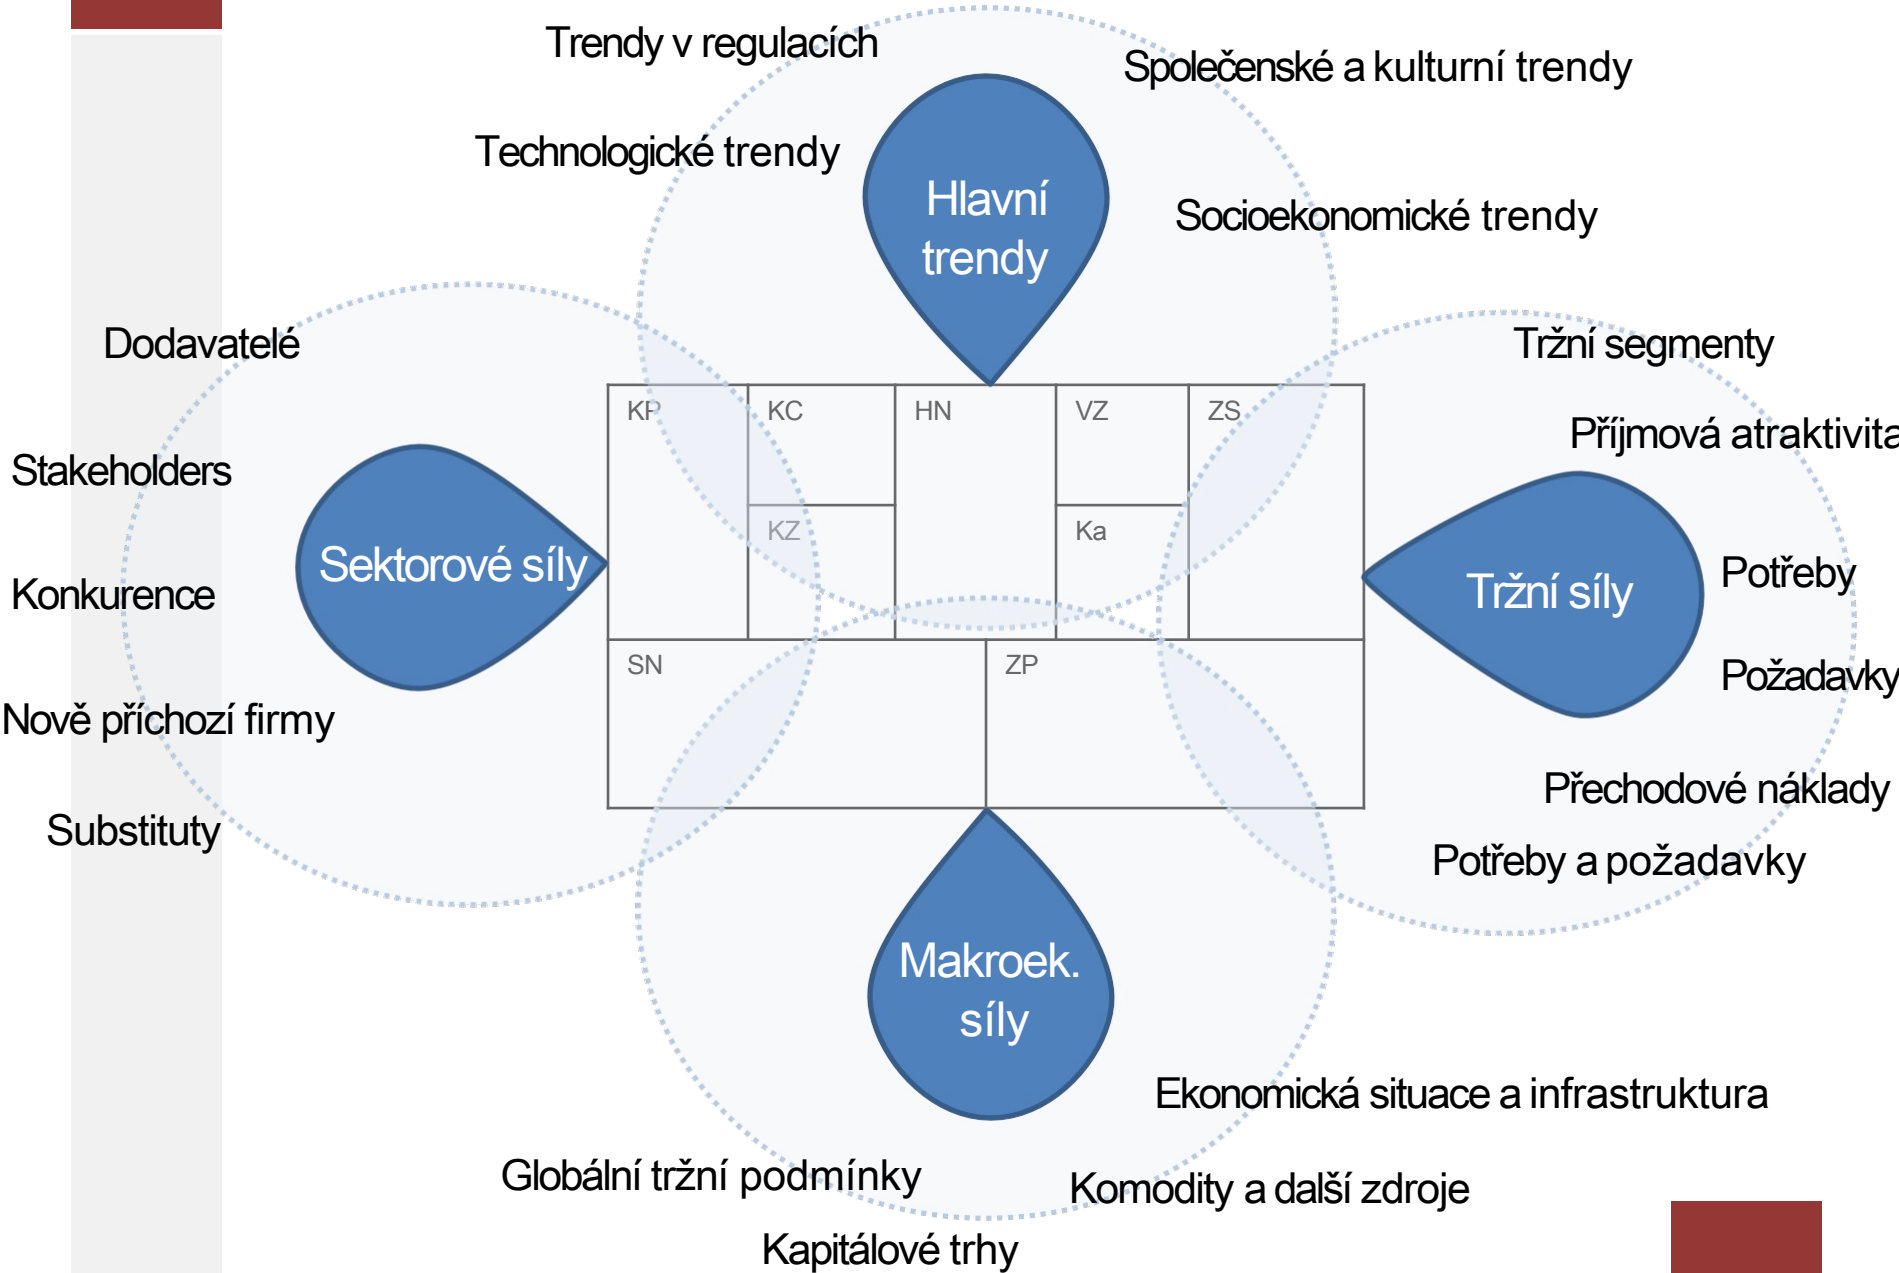 Trendy v regulacích
Společenské a kulturní trendy
Technologické trendy
Hlavní
trendy
Socioekonomické trendy
Dodavatelé
Stakeholders
Konkurence
Nově příchozí firmy
Substituty
Sektorové síly
KP
KC
HN
VZ
ZS
KZ
Ka
SN
ZP
Tržní segmenty
Příjmová atraktivita
Tržní síly
Potřeby
Požadavky
Přechodové náklady
Potřeby a požadavky
Makroek.
síly
Ekonomická situace a infrastruktura
Globální tržní podmínky
Komodity a další zdroje
Kapitálové trhy